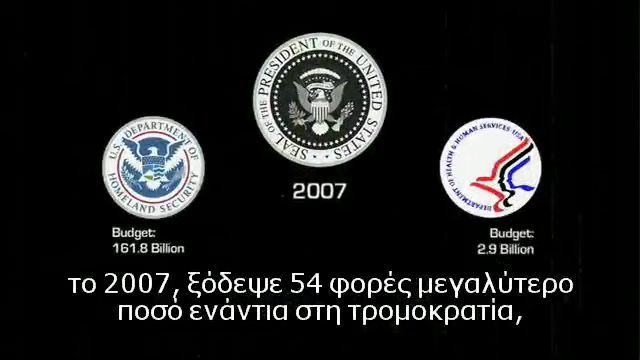 SEAL OF THE PRESIDENT OF THE UNITED STATES
U.S. DEPARTMENT OF HOMELAND SECURITY
DEPARTMENT OF HEALTH & HUMAN SERVICES USA
2007
Budget:
161.8 Billion
Budget:
2.9 Billion
το 2007, ξόδεψε 54 φορές μεγαλύτερο
ποσό ενάντια στη τρομοκρατία,